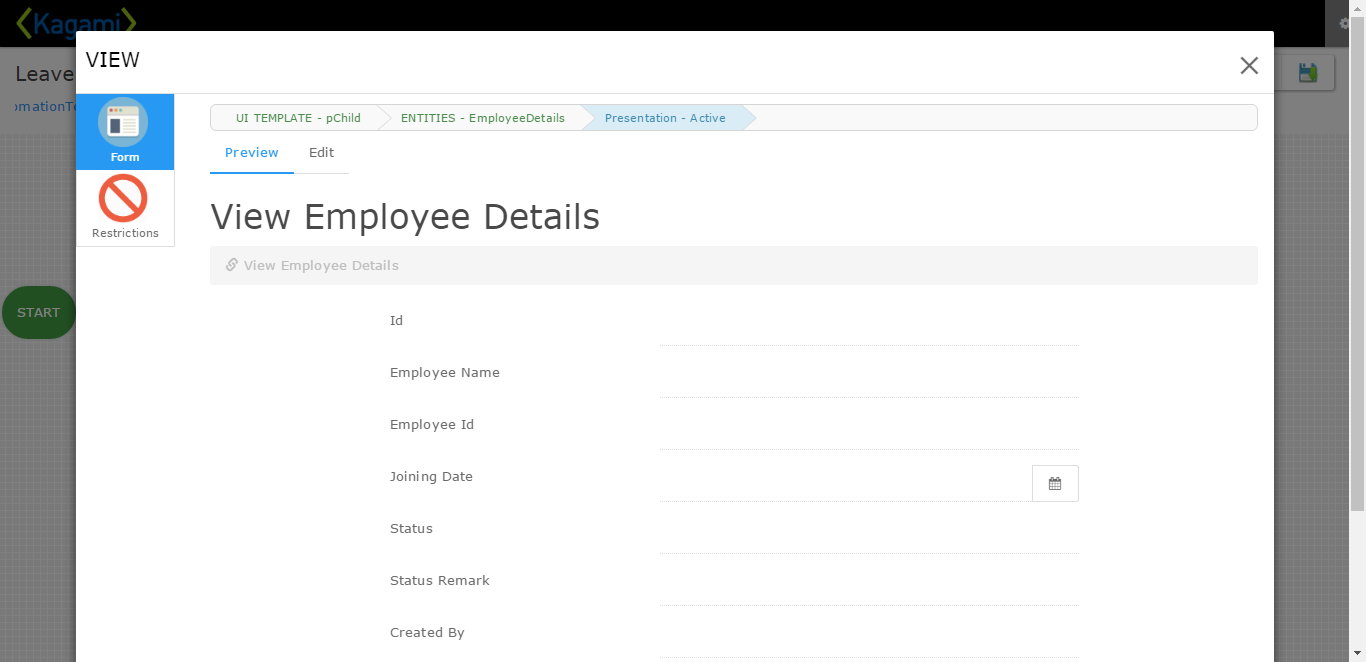 Kagami
VIEW
Leave
omationTe
Form
Restrictions
START
UI TEMPLATE - pChild
ENTITIES - EmployeeDetails
Presentation - Active
Preview
Edit
View Employee Details
View Employee Details
Id
Employee Name
Employee Id
Joining Date
Status
Status Remark
Created By